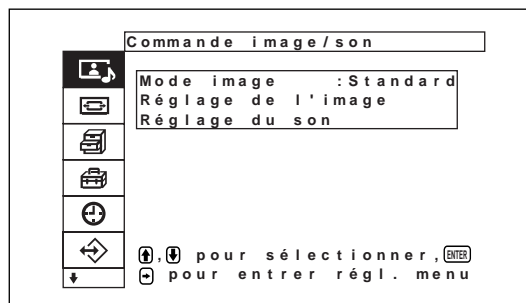 Commande image/son
Mode image :Standard
Réglage de l'image
Réglage du son
, pour sélectionner, ENTER
pour entrer régl. menu